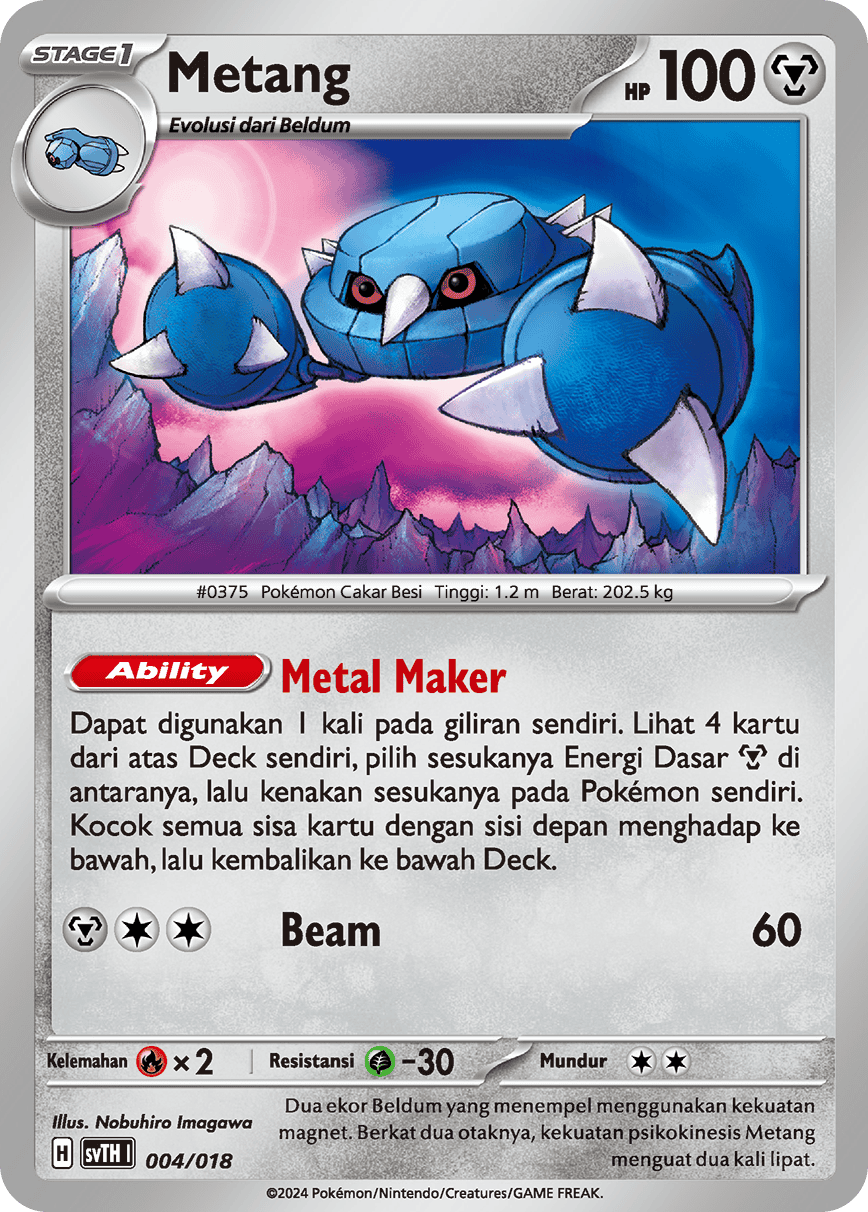 STAGE1
Metang
HP 100
Evolusi dari Beldum
#0375 Pokémon Cakar Besi Tinggi: 1.2 m Berat: 202.5 kg
Ability Metal Maker
Dapat digunakan 1 kali pada giliran sendiri. Lihat 4 kartu
dari atas Deck sendiri, pilih sesukanya Energi Dasar di
antaranya, lalu kenakan sesukanya pada Pokémon sendiri.
Kocok semua sisa kartu dengan sisi depan menghadap ke
bawah, lalu kembalikan ke bawah Deck.
Beam 60
Kelemahan ×2 Resistansi -30 Mundur
Illus. Nobuhiro Imagawa
H svTH I 004/018
Dua ekor Beldum yang menempel menggunakan kekuatan
magnet. Berkat dua otaknya, kekuatan psikokinesis Metang
menguat dua kali lipat.
©2024 Pokémon/Nintendo/Creatures/GAME FREAK.